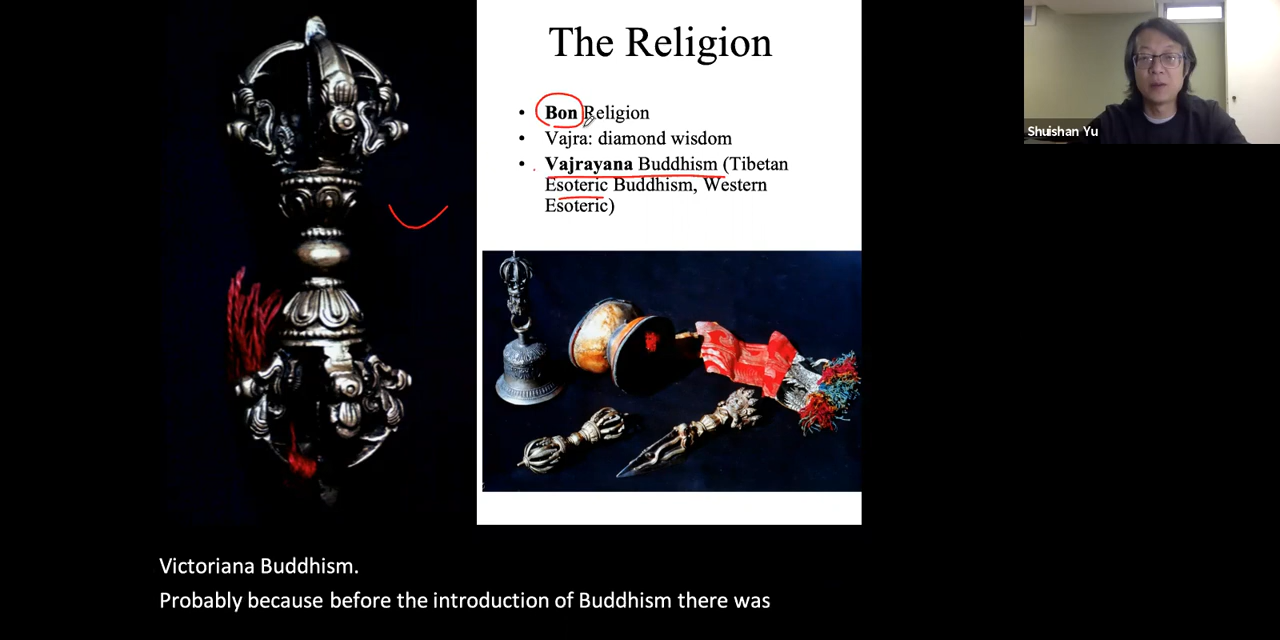 The Religion
• Bon Religion
• Vajra: diamond wisdom
• Vajrayana Buddhism (Tibetan
Esoteric Buddhism, Western
Esoteric)
Shuishan Yu
Victoriana Buddhism.
Probably because before the introduction of Buddhism there was